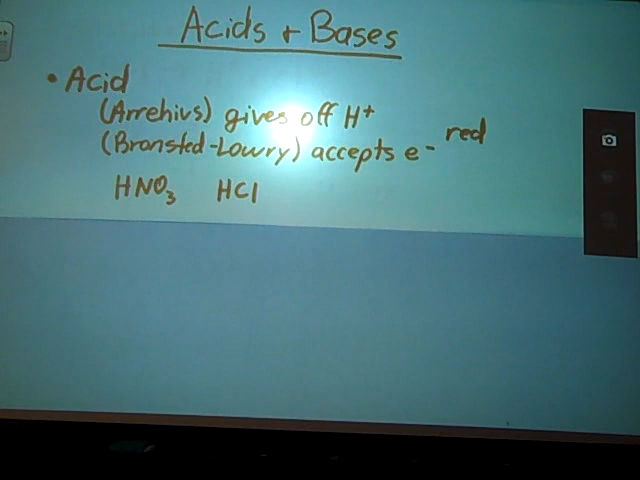 Acids + Bases
• Acid
(Arrehius) gives off H+
(Bronsted-Lowry) accepts e- red
HNO3 HCl